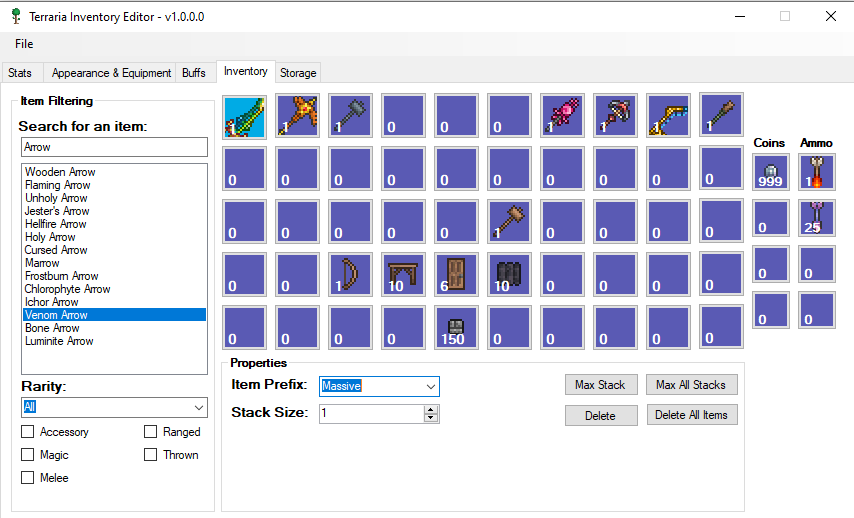 Terraria Inventory Editor - v1.0.0.0
File
Stats Appearance & Equipment Buffs Inventory Storage
Item Filtering
Search for an item:
Arrow
Wooden Arrow
Flaming Arrow
Unholy Arrow
Jester's Arrow
Hellfire Arrow
Holy Arrow
Cursed Arrow
Marrow
Frostburn Arrow
Chlorophyte Arrow
Ichor Arrow
Venom Arrow
Bone Arrow
Luminite Arrow
Rarity:
All
Accessory Ranged
Magic Thrown
Melee
1 1 1 0 0 0 1 1 1 1
0 0 0 0 0 0 0 0 0 0
0 0 0 0 0 1 0 0 0 0
0 0 1 10 6 10 0 0 0 0
0 0 0 0 150 0 0 0 0 0
Coins Ammo
999 1
0 25
0 0
0 0
Properties
Item Prefix: Massive
Stack Size: 1
Max Stack Max All Stacks
Delete Delete All Items